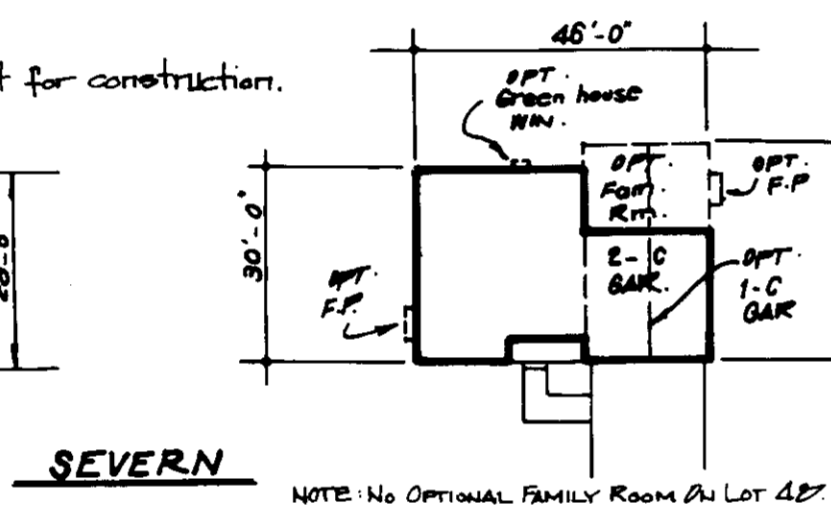 46'-0"
t for construction.
OPT.
Green house
WIN.
OPT.
Fam.
Rm.
OPT.
F.P
30'-0"
2-C
GAR.
OPT
1-C
GAR
OPT.
F.P.
SEVERN
NOTE: NO OPTIONAL FAMILY ROOM ON LOT